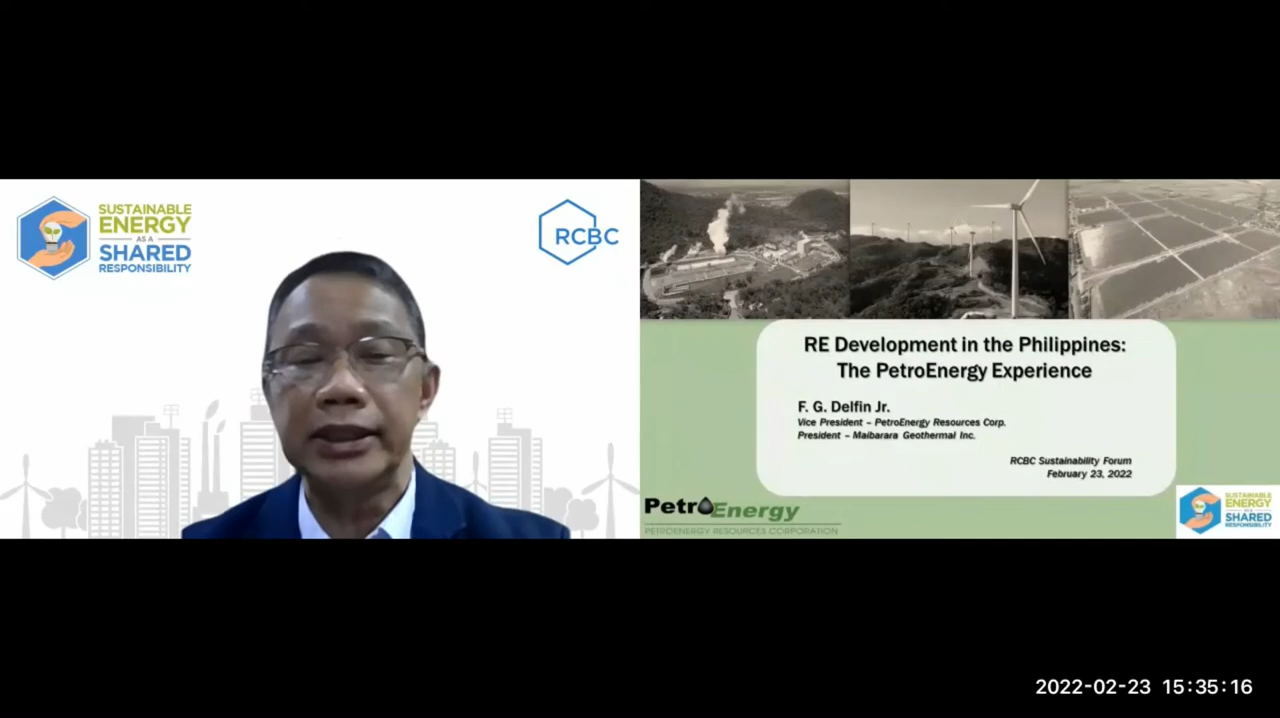 SUSTAINABLE
ENERGY
AS A
SHARED
RESPONSIBILITY
RCBC
RE Development in the Philippines:
The PetroEnergy Experience
F. G. Delfin Jr.
Vice President – PetroEnergy Resources Corp.
President – Maibarara Geothermal Inc.
RCBC Sustainability Forum
February 23, 2022
PetroEnergy
PETROENERGY RESOURCES CORPORATION
SUSTAINABLE
ENERGY
AS A
SHARED
RESPONSIBILITY
2022-02-23 15:35:16